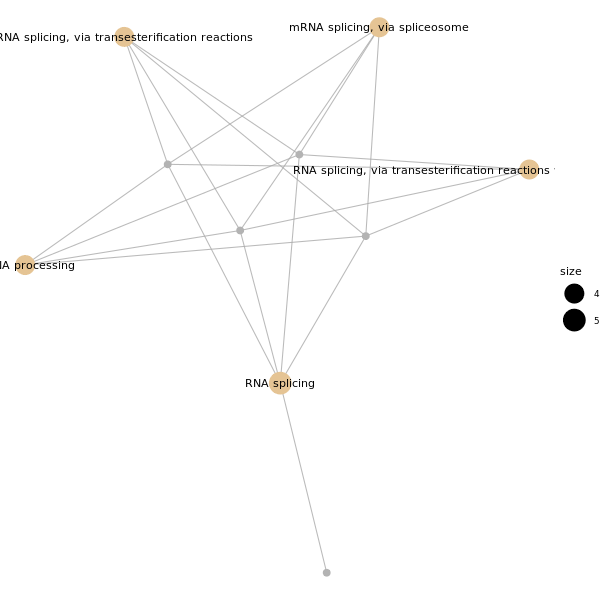 mRNA splicing, via spliceosome
RNA splicing, via transesterification reactions
RNA splicing, via transesterification reactions
processing
size
4
5
RNA splicing